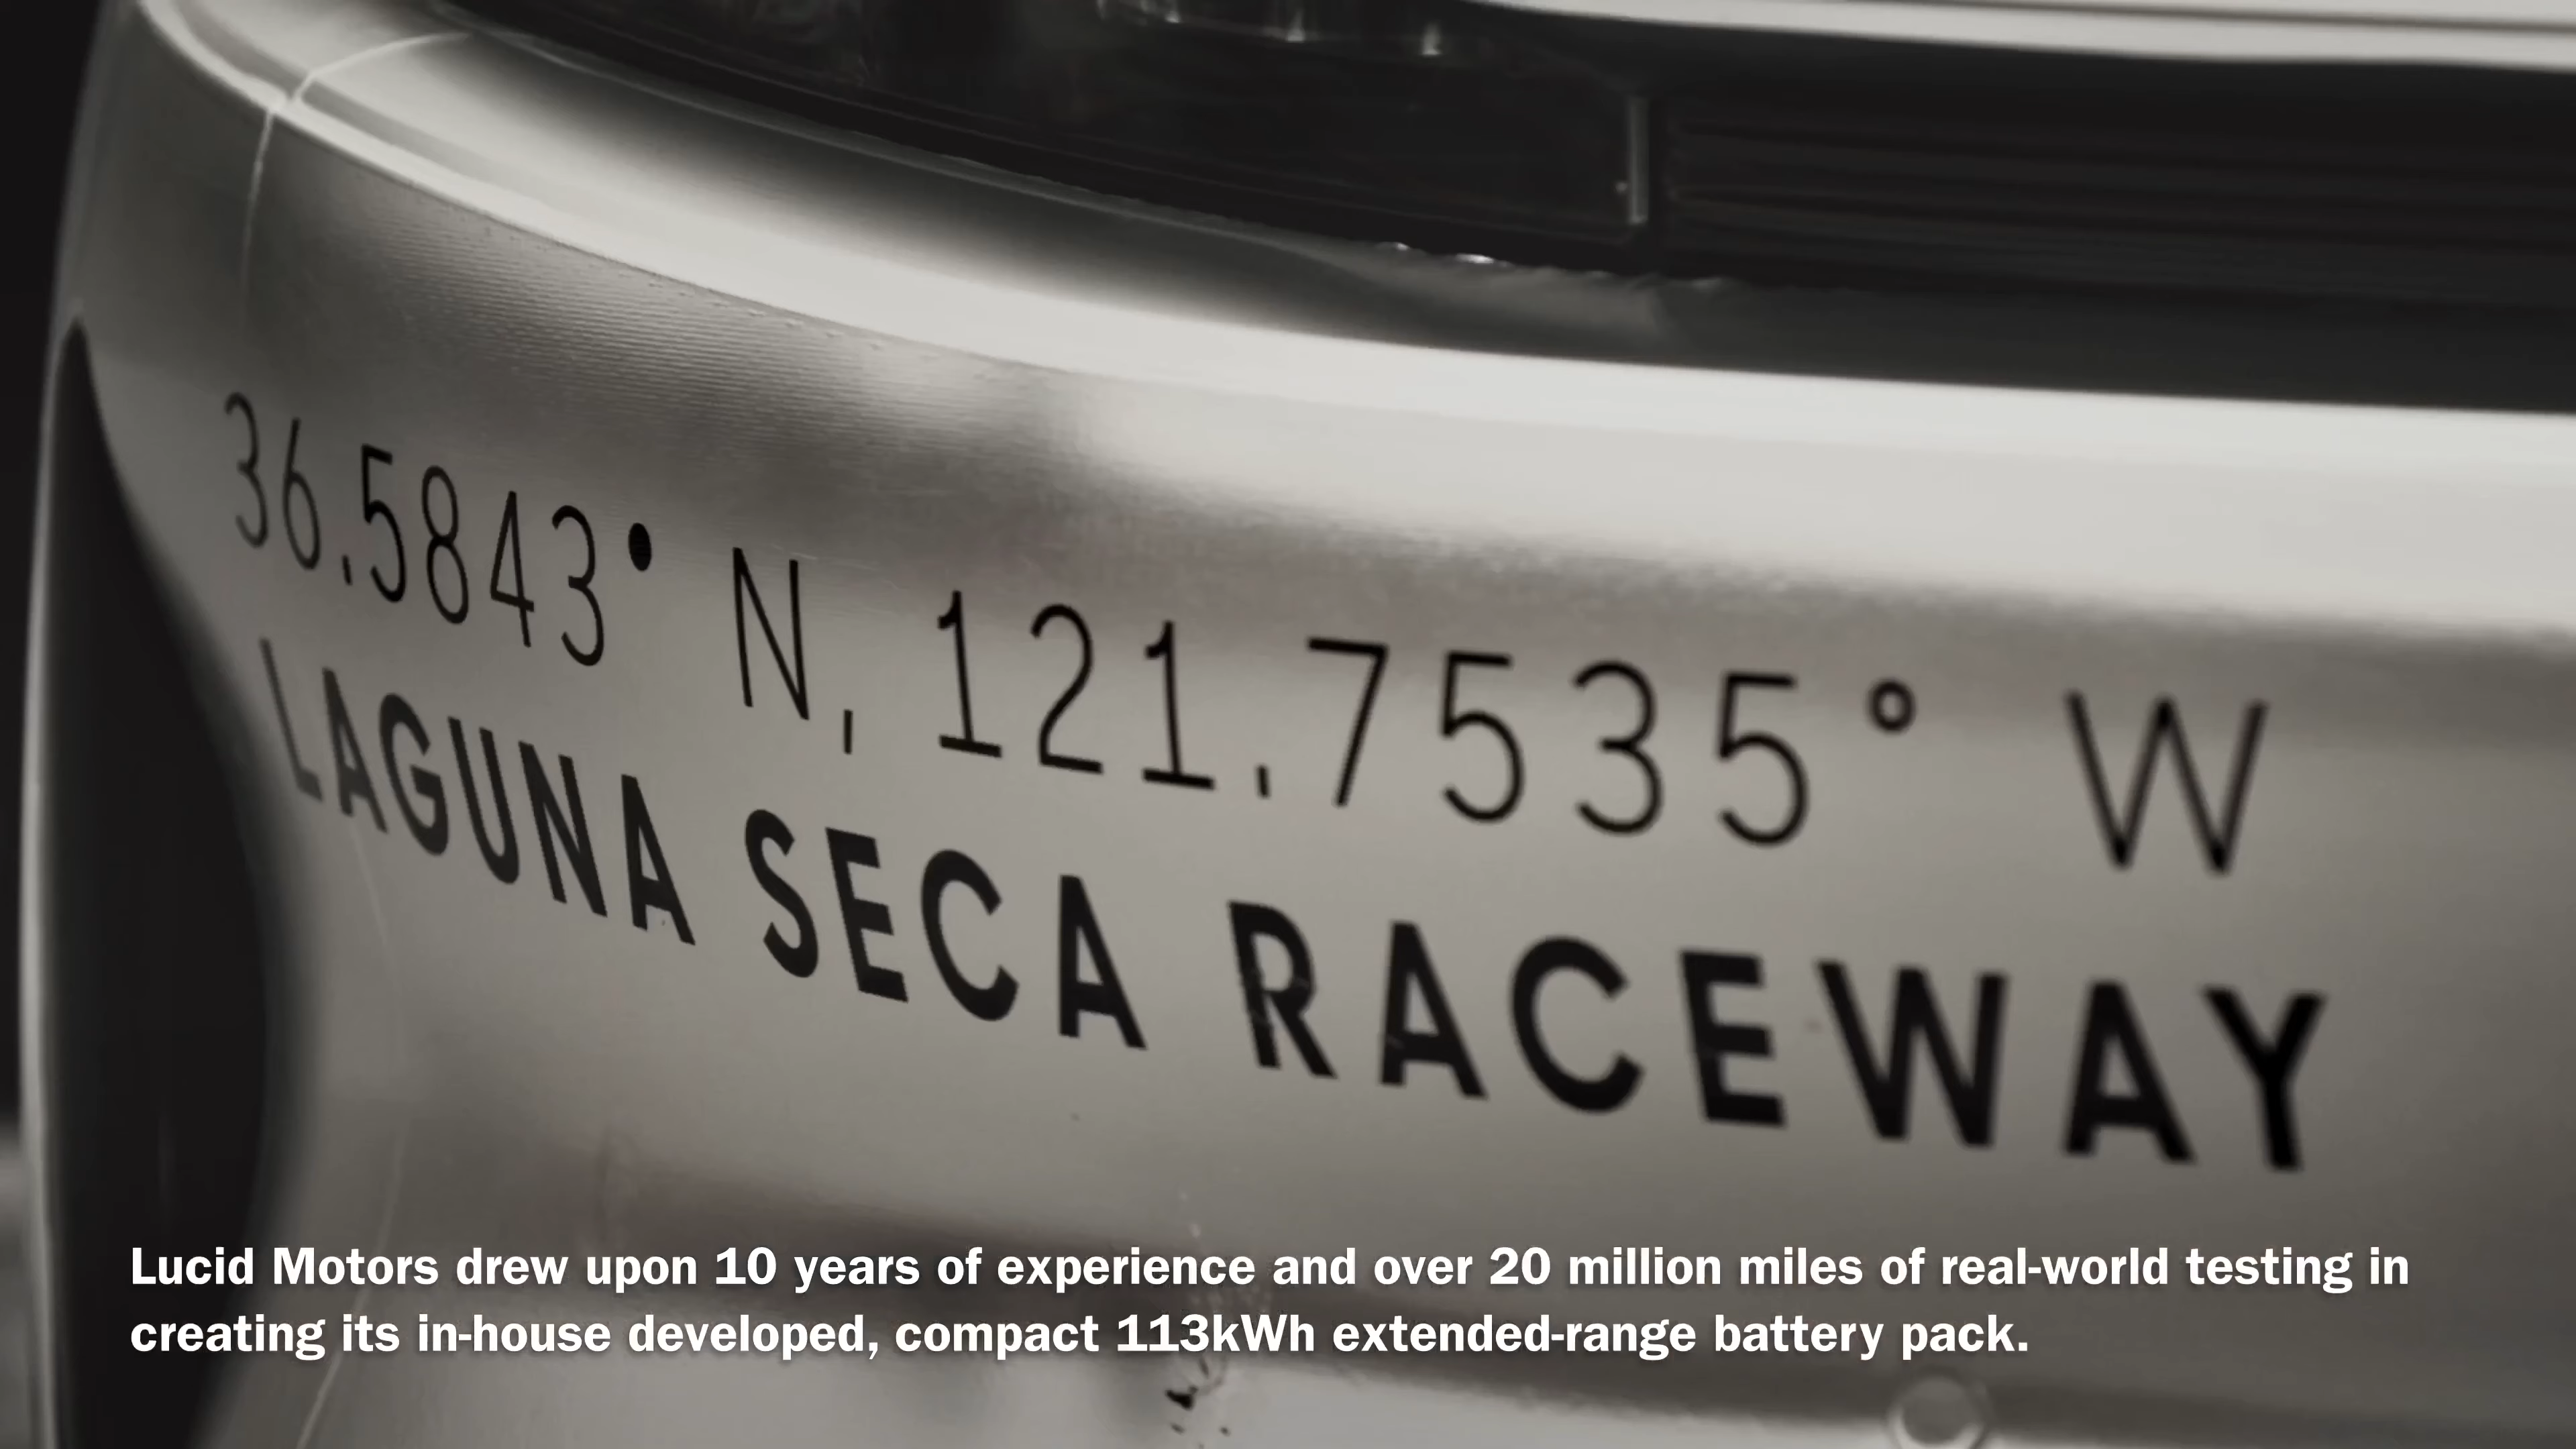 36.5843° N, 121.7535° W
LAGUNA SECA RACEWAY
Lucid Motors drew upon 10 years of experience and over 20 million miles of real-world testing in
creating its in-house developed, compact 113kWh extended-range battery pack.